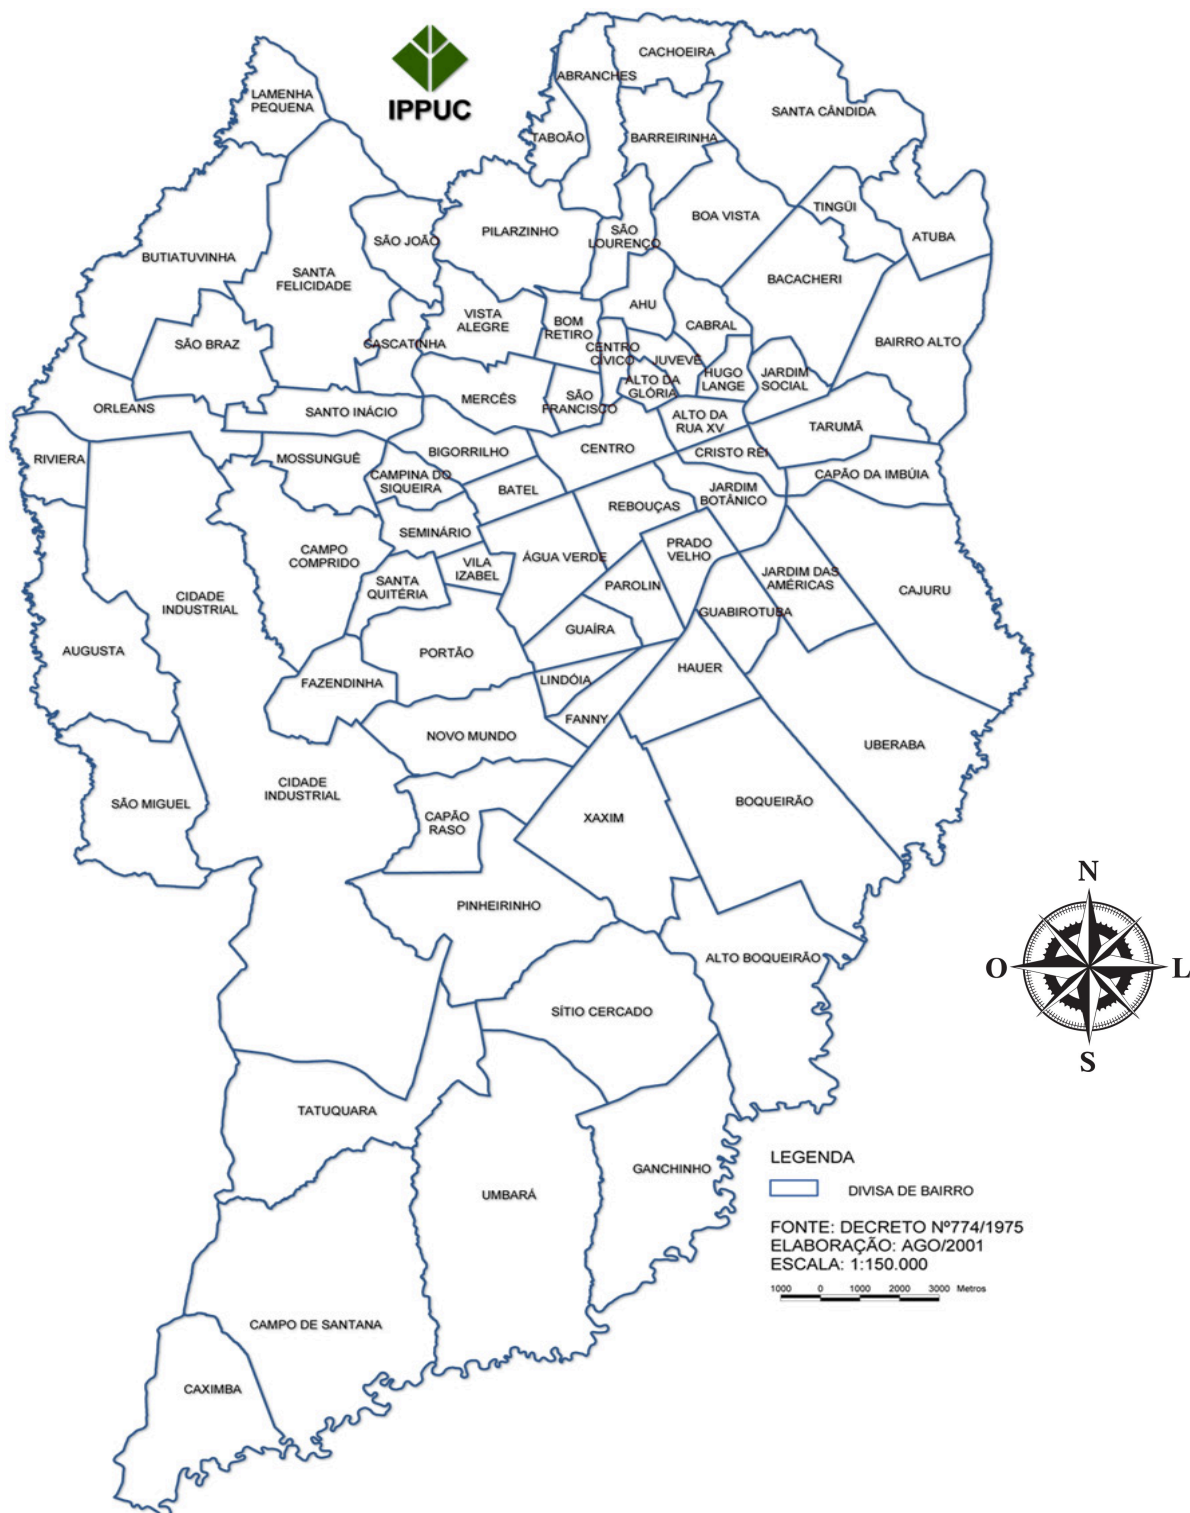 CACHOEIRA
ABRANCHES
IPPUC
LAMENHA
PEQUENA
SANTA CÂNDIDA
TABOÃO
BARREIRINHA
TINGÜI
BOA VISTA
ATUBA
PILARZINHO
SÃO
LOURENÇO
SÃO JOÃO
BUTIATUVINHA
SANTA
FELICIDADE
BACACHERI
AHU
VISTA
ALEGRE
BOM
RETIRO
CABRAL
SÃO BRAZ
CASCATINHA
CENTRO
CÍVICO
JUVEVÊ
BAIRRO ALTO
HUGO
LANGE
JARDIM
SOCIAL
ALTO DA
GLÓRIA
MERCÊS
SÃO
FRANCISCO
ORLEANS
SANTO INÁCIO
ALTO DA
RUA XV
TARUMÃ
RIVIERA
MOSSUNGUÊ
BIGORRILHO
CENTRO
CRISTO REI
CAMPINA DO
SIQUEIRA
BATEL
CAPÃO DA IMBÚIA
JARDIM
BOTÂNICO
REBOUÇAS
SEMINÁRIO
CAMPO
COMPRIDO
ÁGUA VERDE
PRADO
VELHO
VILA
IZABEL
SANTA
QUITÉRIA
PAROLIN
JARDIM DAS
AMÉRICAS
CAJURU
CIDADE
INDUSTRIAL
GUABIROTUBA
GUAÍRA
AUGUSTA
PORTÃO
HAUER
FAZENDINHA
LINDÓIA
FANNY
NOVO MUNDO
UBERABA
CIDADE
INDUSTRIAL
SÃO MIGUEL
CAPÃO
RASO
XAXIM
BOQUEIRÃO
PINHEIRINHO
N
O
L
S
ALTO BOQUEIRÃO
SÍTIO CERCADO
TATUQUARA
GANCHINHO
UMBARÁ
CAMPO DE SANTANA
CAXIMBA
LEGENDA
DIVISA DE BAIRRO
FONTE: DECRETO Nº774/1975
ELABORAÇÃO: AGO/2001
ESCALA: 1:150.000
1000 0 1000 2000 3000 Metros